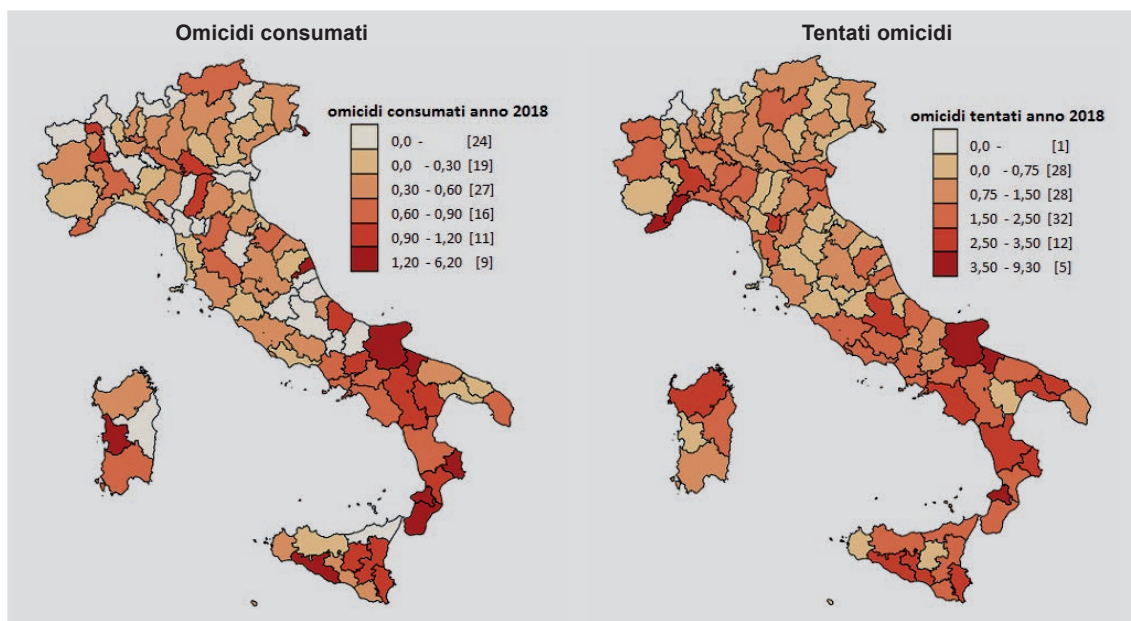 Omicidi consumati
omicidi consumati anno 2018
0,0 - [24]
0,0 - 0,30 [19]
0,30 - 0,60 [27]
0,60 - 0,90 [16]
0,90 - 1,20 [11]
1,20 - 6,20 [9]
Tentati omicidi
omicidi tentati anno 2018
0,0 - [1]
0,0 - 0,75 [28]
0,75 - 1,50 [28]
1,50 - 2,50 [32]
2,50 - 3,50 [12]
3,50 - 9,30 [5]